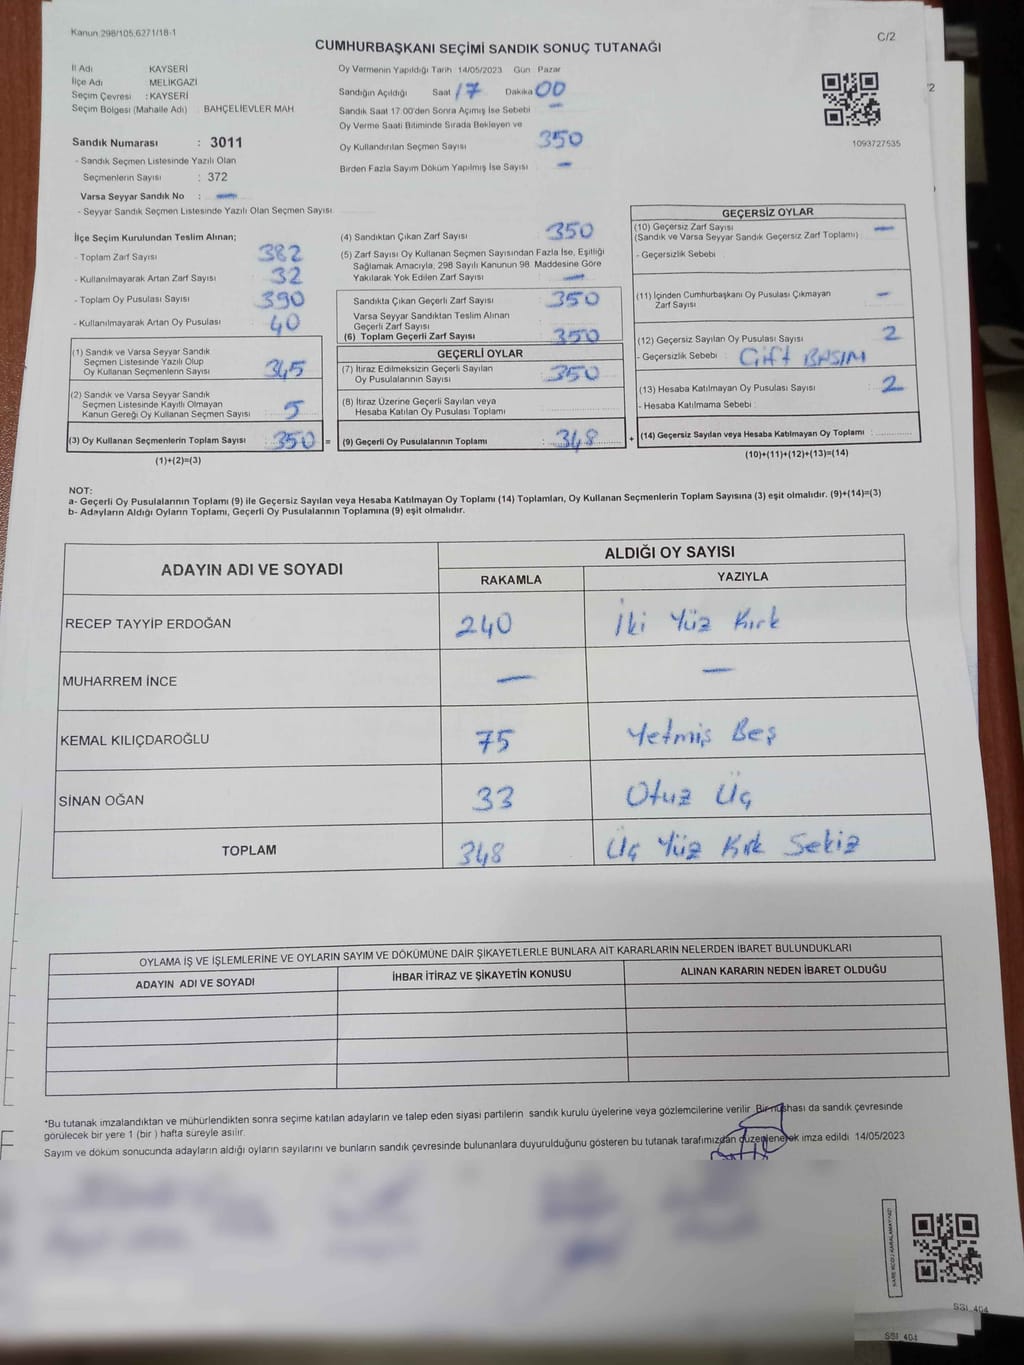 Kanun 298/105,6271/18-1
C/2
CUMHURBAŞKANI SEÇİMİ SANDIK SONUÇ TUTANAĞI
İl Adı KAYSERİ
İlçe Adı MELİKGAZİ
Seçim Çevresi : KAYSERİ
Seçim Bölgesi (Mahalle Adı) BAHÇELİEVLER MAH
Sandık Numarası : 3011
- Sandık Seçmen Listesinde Yazılı Olan
Seçmenlerin Sayısı : 372
Varsa Seyyar Sandık No : —
- Seyyar Sandık Seçmen Listesinde Yazılı Olan Seçmen Sayısı
Oy Vermenin Yapıldığı Tarih 14/05/2023 Gün Pazar
Sandığın Açıldığı Saat 17 Dakika 00
Sandık Saat 17:00'den Sonra Açımış İse Sebebi —
Oy Verme Saati Bitiminde Sırada Bekleyen ve
Oy Kullandırılan Seçmen Sayısı 350
Birden Fazla Sayım Döküm Yapılmış İse Sayısı —
1093727535
/2
İlçe Seçim Kurulundan Teslim Alınan;
- Toplam Zarf Sayısı 382
- Kullanılmayarak Artan Zarf Sayısı 32
- Toplam Oy Pusulası Sayısı 390
- Kullanılmayarak Artan Oy Pusulası 40
(1) Sandık ve Varsa Seyyar Sandık
Seçmen Listesinde Yazılı Olup
Oy Kullanan Seçmenlerin Sayısı 345
(2) Sandık ve Varsa Seyyar Sandık
Seçmen Listesinde Kayıtlı Olmayan
Kanun Gereği Oy Kullanan Seçmen Sayısı 5
(3) Oy Kullanan Seçmenlerin Toplam Sayısı : 350 =
(1)+(2)=(3)
(4) Sandıktan Çıkan Zarf Sayısı 350
(5) Zarf Sayısı Oy Kullanan Seçmen Sayısından Fazla İse, Eşitliği
Sağlamak Amacıyla, 298 Sayılı Kanunun 98. Maddesine Göre
Yakılarak Yok Edilen Zarf Sayısı —
Sandıkta Çıkan Geçerli Zarf Sayısı 350
Varsa Seyyar Sandıktan Teslim Alınan
Geçerli Zarf Sayısı
(6) Toplam Geçerli Zarf Sayısı 350
GEÇERLİ OYLAR
(7) İtiraz Edilmeksizin Geçerli Sayılan
Oy Pusulalarının Sayısı 350
(8) İtiraz Üzerine Geçerli Sayılan veya
Hesaba Katılan Oy Pusulası Toplamı
(9) Geçerli Oy Pusulalarının Toplamı : 348 +
GEÇERSİZ OYLAR
(10) Geçersiz Zarf Sayısı —
(Sandık ve Varsa Seyyar Sandık Geçersiz Zarf Toplamı)
- Geçersizlik Sebebi
(11) İçinden Cumhurbaşkanı Oy Pusulası Çıkmayan —
Zarf Sayısı
(12) Geçersiz Sayılan Oy Pusulası Sayısı 2
- Geçersizlik Sebebi : Çift BASIM
(13) Hesaba Katılmayan Oy Pusulası Sayısı 2
- Hesaba Katılmama Sebebi :
(14) Geçersiz Sayılan veya Hesaba Katılmayan Oy Toplamı :
(10)+(11)+(12)+(13)=(14)
NOT:
a- Geçerli Oy Pusulalarının Toplamı (9) ile Geçersiz Sayılan veya Hesaba Katılmayan Oy Toplamı (14) Toplamları, Oy Kullanan Seçmenlerin Toplam Sayısına (3) eşit olmalıdır. (9)+(14)=(3)
b- Adayların Aldığı Oyların Toplamı, Geçerli Oy Pusulalarının Toplamına (9) eşit olmalıdır.
ADAYIN ADI VE SOYADI ALDIĞI OY SAYISI
RAKAMLA YAZIYLA
RECEP TAYYİP ERDOĞAN 240 İki Yüz Kırk
MUHARREM İNCE — —
KEMAL KILIÇDAROĞLU 75 Yetmiş Beş
SİNAN OĞAN 33 Otuz Üç
TOPLAM 348 Üç Yüz Kırk Sekiz
OYLAMA İŞ VE İŞLEMLERİNE VE OYLARIN SAYIM VE DÖKÜMÜNE DAİR ŞİKAYETLERLE BUNLARA AİT KARARLARIN NELERDEN İBARET BULUNDUKLARI
ADAYIN ADI VE SOYADI İHBAR İTİRAZ VE ŞİKAYETİN KONUSU ALINAN KARARIN NEDEN İBARET OLDUĞU
*Bu tutanak imzalandıktan ve mühürlendikten sonra seçime katılan adayların ve talep eden siyasi partilerin sandık kurulu üyelerine veya gözlemcilerine verilir. Bir nüshası da sandık çevresinde
görülecek bir yere 1 (bir) hafta süreyle asılır.
Sayım ve döküm sonucunda adayların aldığı oyların sayılarını ve bunların sandık çevresinde bulunanlara duyurulduğunu gösteren bu tutanak tarafımızdan düzenlenerek imza edildi 14/05/2023
SSI_404
SSI_404